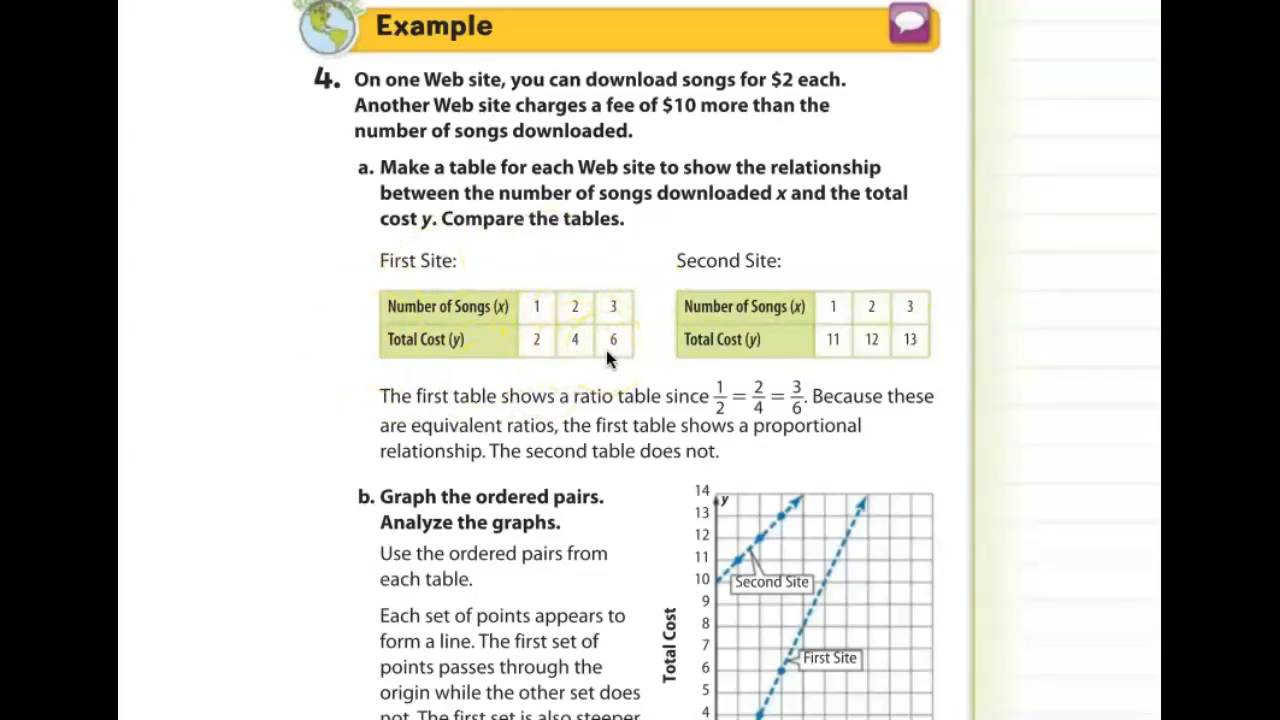 Example
4. On one Web site, you can download songs for $2 each.
Another Web site charges a fee of $10 more than the
number of songs downloaded.
a. Make a table for each Web site to show the relationship
between the number of songs downloaded x and the total
cost y. Compare the tables.
First Site:
Number of Songs (x) 1 2 3
Total Cost (y) 2 4 6
Second Site:
Number of Songs (x) 1 2 3
Total Cost (y) 11 12 13
The first table shows a ratio table since 1/2 = 2/4 = 3/6. Because these
are equivalent ratios, the first table shows a proportional
relationship. The second table does not.
b. Graph the ordered pairs.
Analyze the graphs.
Use the ordered pairs from
each table.
Each set of points appears to
form a line. The first set of
points passes through the
origin while the other set does
not. The first set is also steeper
Total Cost
14
13
12
11
10
9
8
7
6
5
4
y
Second Site
First Site